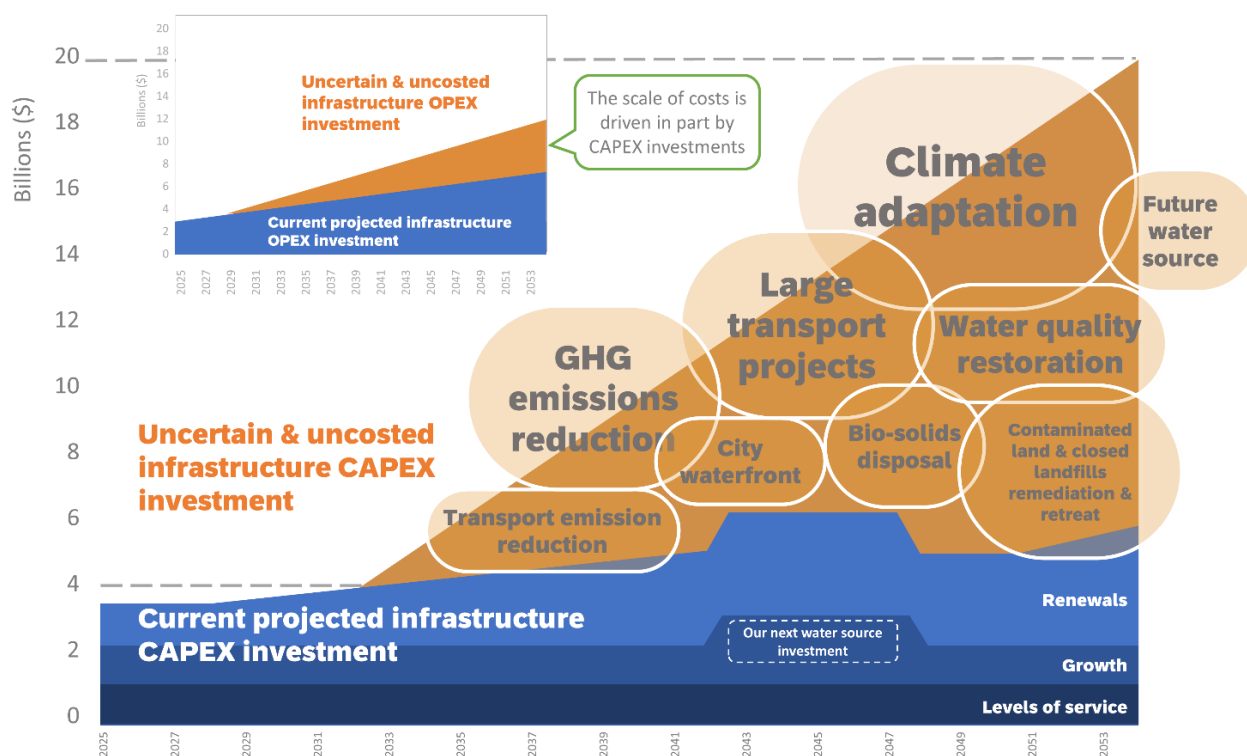 Billions ($)
20
18
16
14
12
10
8
6
4
2
0
2025
2027
2029
2031
2033
2035
2037
2039
2041
2043
2045
2047
2049
2051
2053
Billions ($)
20
18
16
14
12
10
8
6
4
2
0
2025
2027
2029
2031
2033
2035
2037
2039
2041
2043
2045
2047
2049
2051
2053
Uncertain & uncosted
infrastructure OPEX
investment
Current projected infrastructure
OPEX investment
The scale of costs is
driven in part by
CAPEX investments
Climate
adaptation
Future
water
source
Large
transport
projects
Water quality
restoration
GHG
emissions
reduction
City
waterfront
Bio-solids
disposal
Contaminated
land & closed
landfills
remediation &
retreat
Transport emission
reduction
Uncertain & uncosted
infrastructure CAPEX
investment
Current projected infrastructure
CAPEX investment
Our next water source
investment
Renewals
Growth
Levels of service